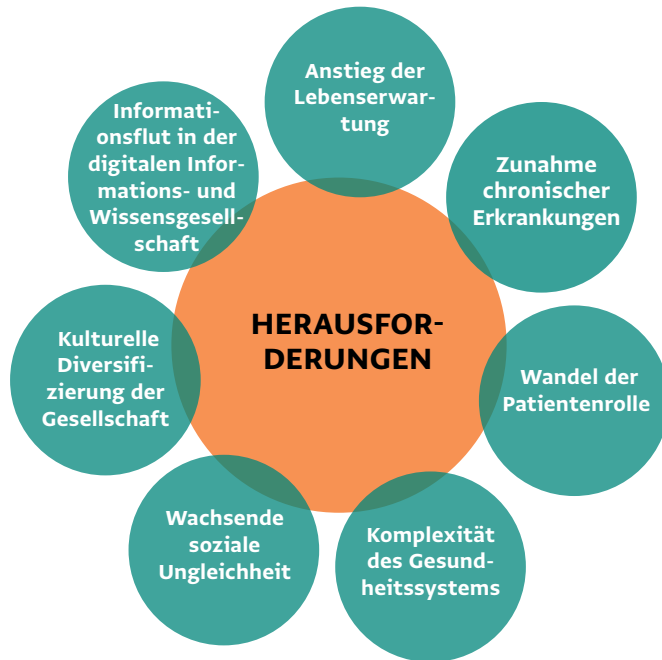 Anstieg der
Lebenserwar-
tung
Zunahme
chronischer
Erkrankungen
Wandel der
Patientenrolle
Komplexität
des Gesund-
heitssystems
Wachsende
soziale
Ungleichheit
Kulturelle
Diversifi-
zierung der
Gesellschaft
Informati-
onsflut in der
digitalen Infor-
mations- und
Wissensgesell-
schaft
HERAUSFOR-
DERUNGEN